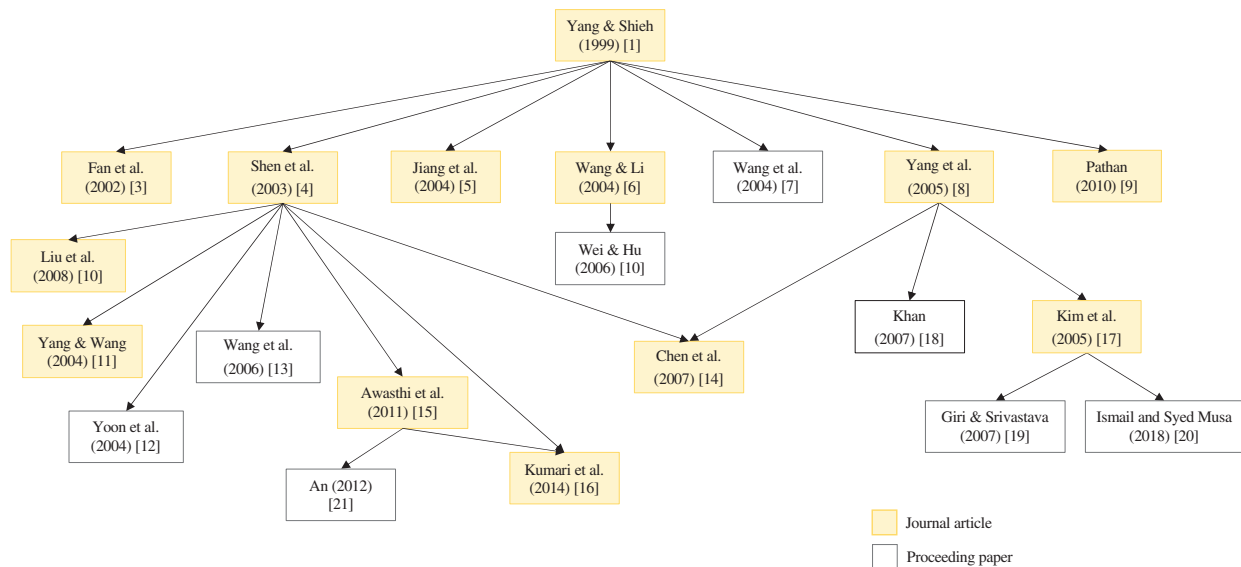 Yang & Shieh
(1999) [1]
Fan et al.
(2002) [3]
Shen et al.
(2003) [4]
Jiang et al.
(2004) [5]
Wang & Li
(2004) [6]
Wang et al.
(2004) [7]
Yang et al.
(2005) [8]
Pathan
(2010) [9]
Liu et al.
(2008) [10]
Wei & Hu
(2006) [10]
Yang & Wang
(2004) [11]
Wang et al.
(2006) [13]
Chen et al.
(2007) [14]
Khan
(2007) [18]
Kim et al.
(2005) [17]
Yoon et al.
(2004) [12]
Awasthi et al.
(2011) [15]
Giri & Srivastava
(2007) [19]
Ismail and Syed Musa
(2018) [20]
An (2012)
[21]
Kumari et al.
(2014) [16]
Journal article
Proceeding paper